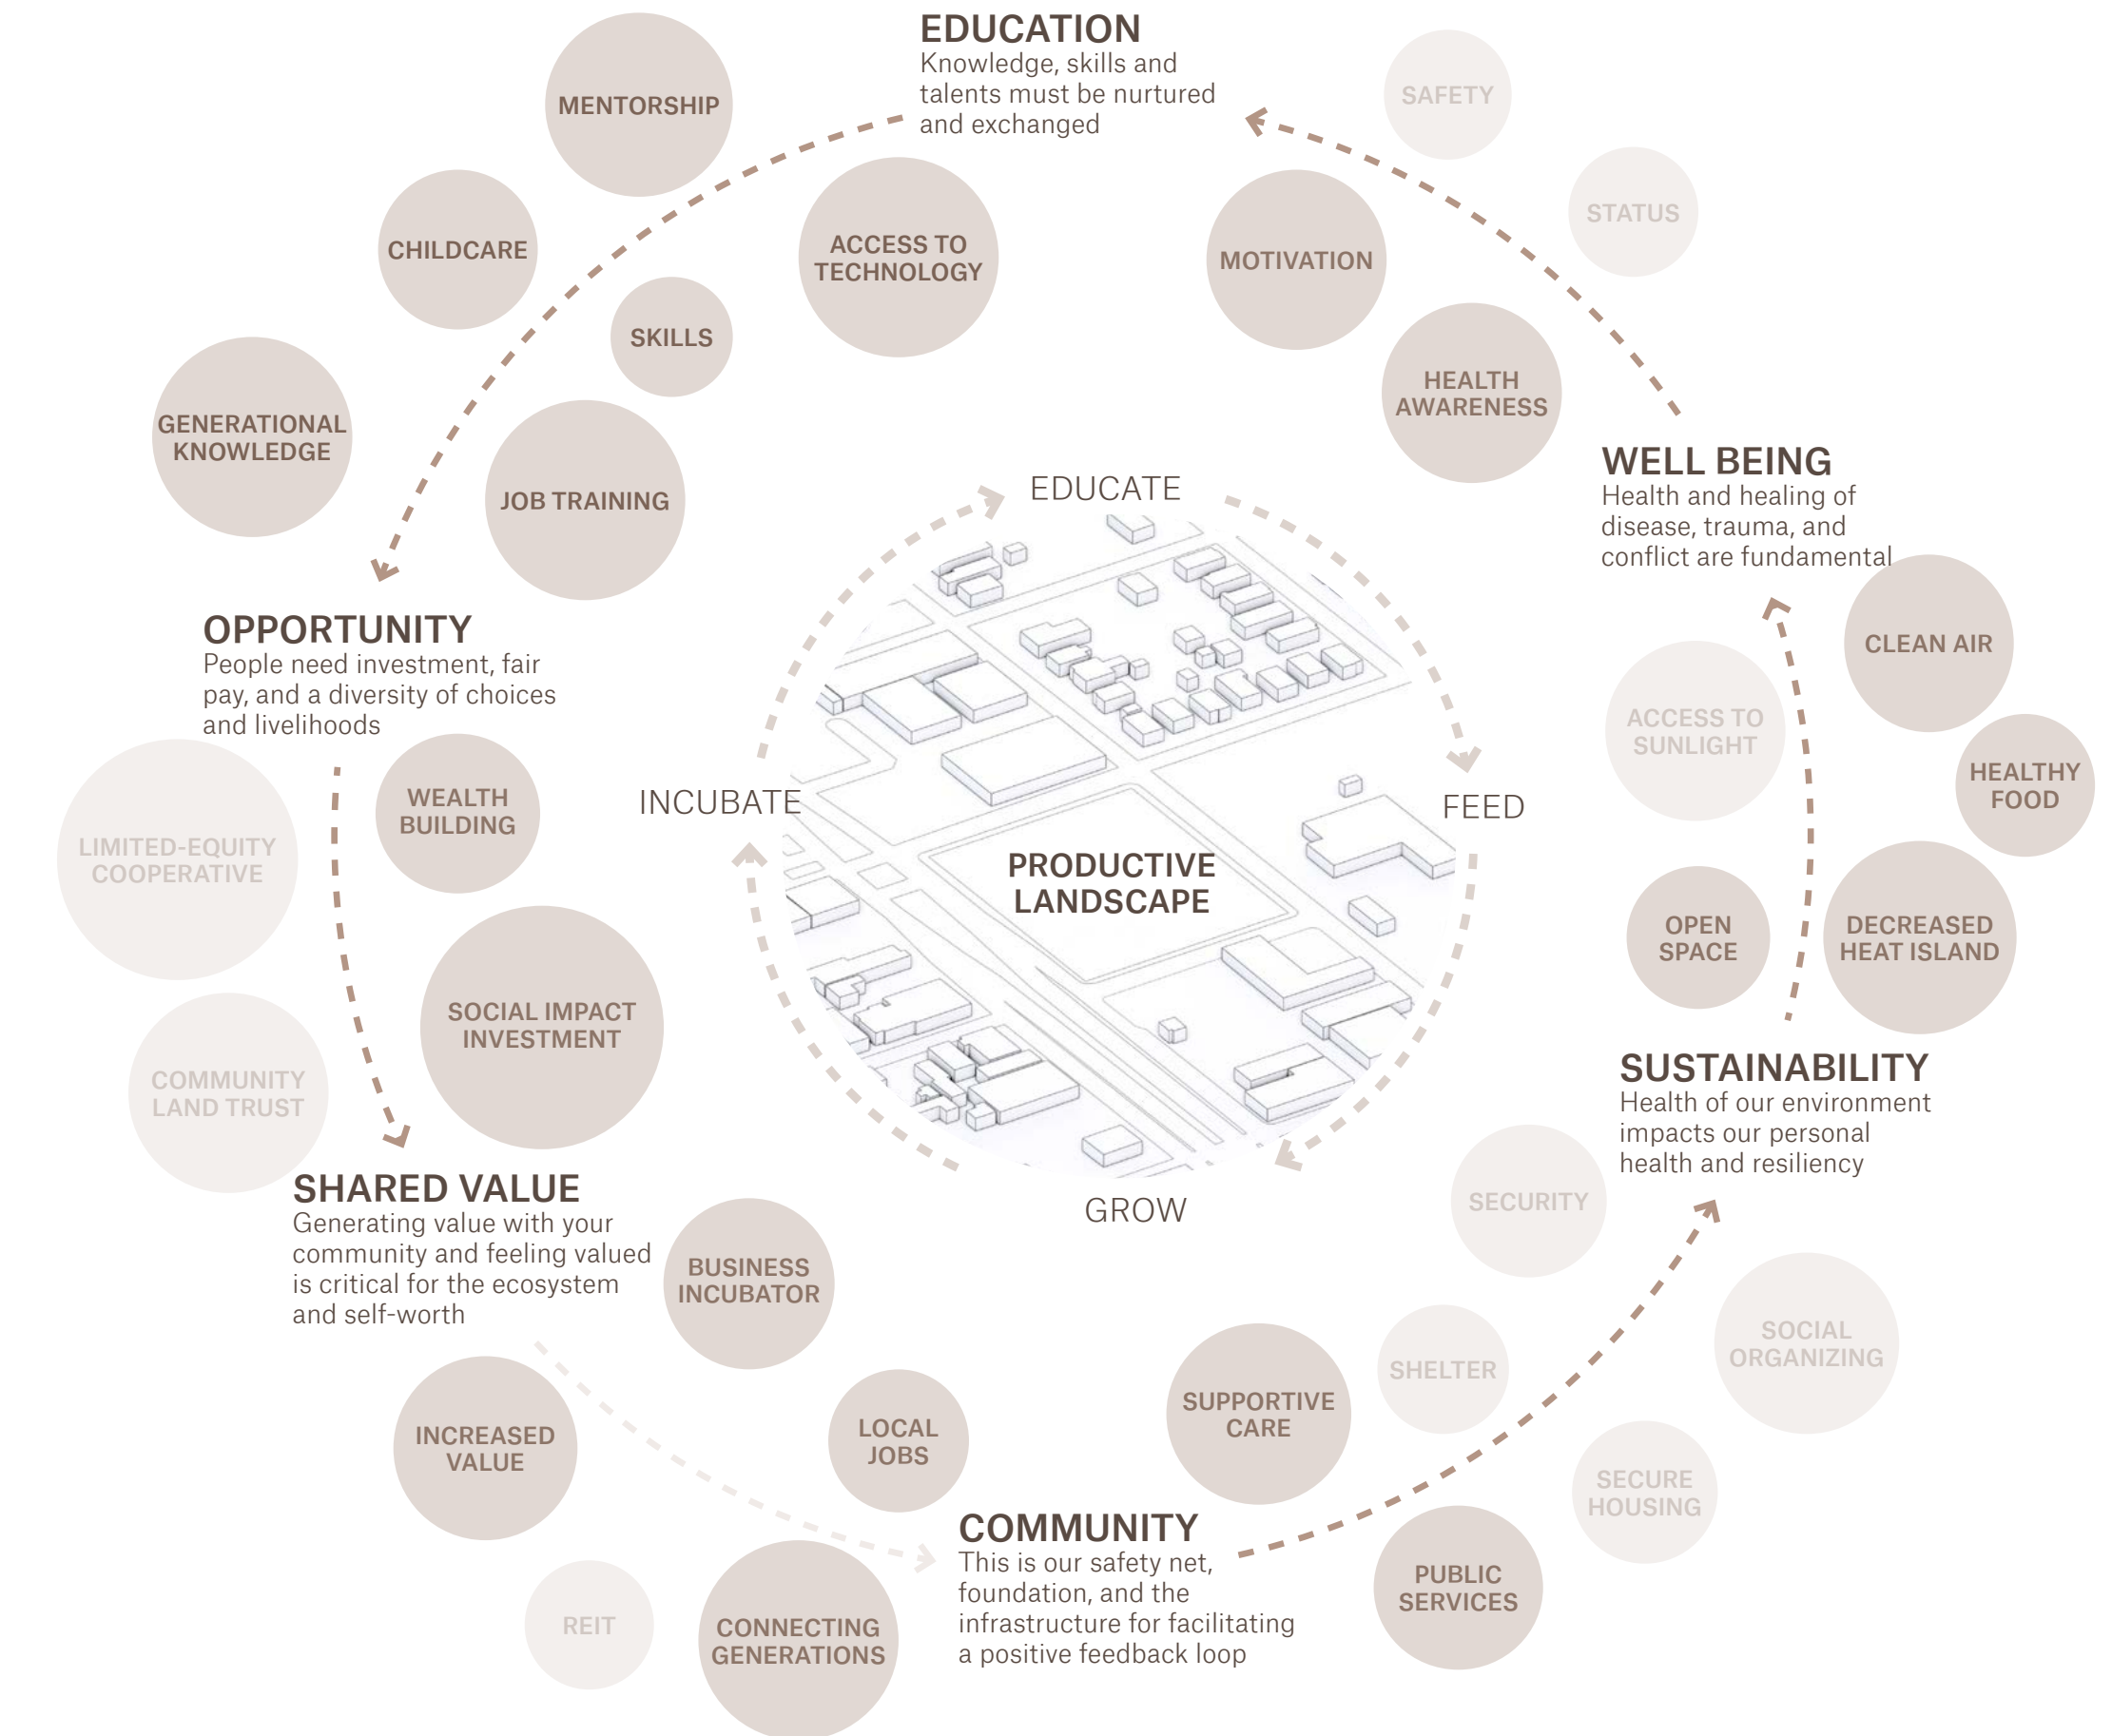 EDUCATION
Knowledge, skills and
talents must be nurtured
and exchanged
MENTORSHIP
CHILDCARE
ACCESS TO
TECHNOLOGY
SKILLS
GENERATIONAL
KNOWLEDGE
JOB TRAINING
SAFETY
STATUS
MOTIVATION
HEALTH
AWARENESS
WELL BEING
Health and healing of
disease, trauma, and
conflict are fundamental
CLEAN AIR
ACCESS TO
SUNLIGHT
HEALTHY
FOOD
OPEN
SPACE
DECREASED
HEAT ISLAND
OPPORTUNITY
People need investment, fair
pay, and a diversity of choices
and livelihoods
WEALTH
BUILDING
LIMITED-EQUITY
COOPERATIVE
SOCIAL IMPACT
INVESTMENT
COMMUNITY
LAND TRUST
EDUCATE
INCUBATE
FEED
PRODUCTIVE
LANDSCAPE
GROW
SUSTAINABILITY
Health of our environment
impacts our personal
health and resiliency
SHARED VALUE
Generating value with your
community and feeling valued
is critical for the ecosystem
and self-worth
BUSINESS
INCUBATOR
INCREASED
VALUE
LOCAL
JOBS
REIT
CONNECTING
GENERATIONS
SECURITY
SOCIAL
ORGANIZING
SHELTER
SUPPORTIVE
CARE
SECURE
HOUSING
PUBLIC
SERVICES
COMMUNITY
This is our safety net,
foundation, and the
infrastructure for facilitating
a positive feedback loop